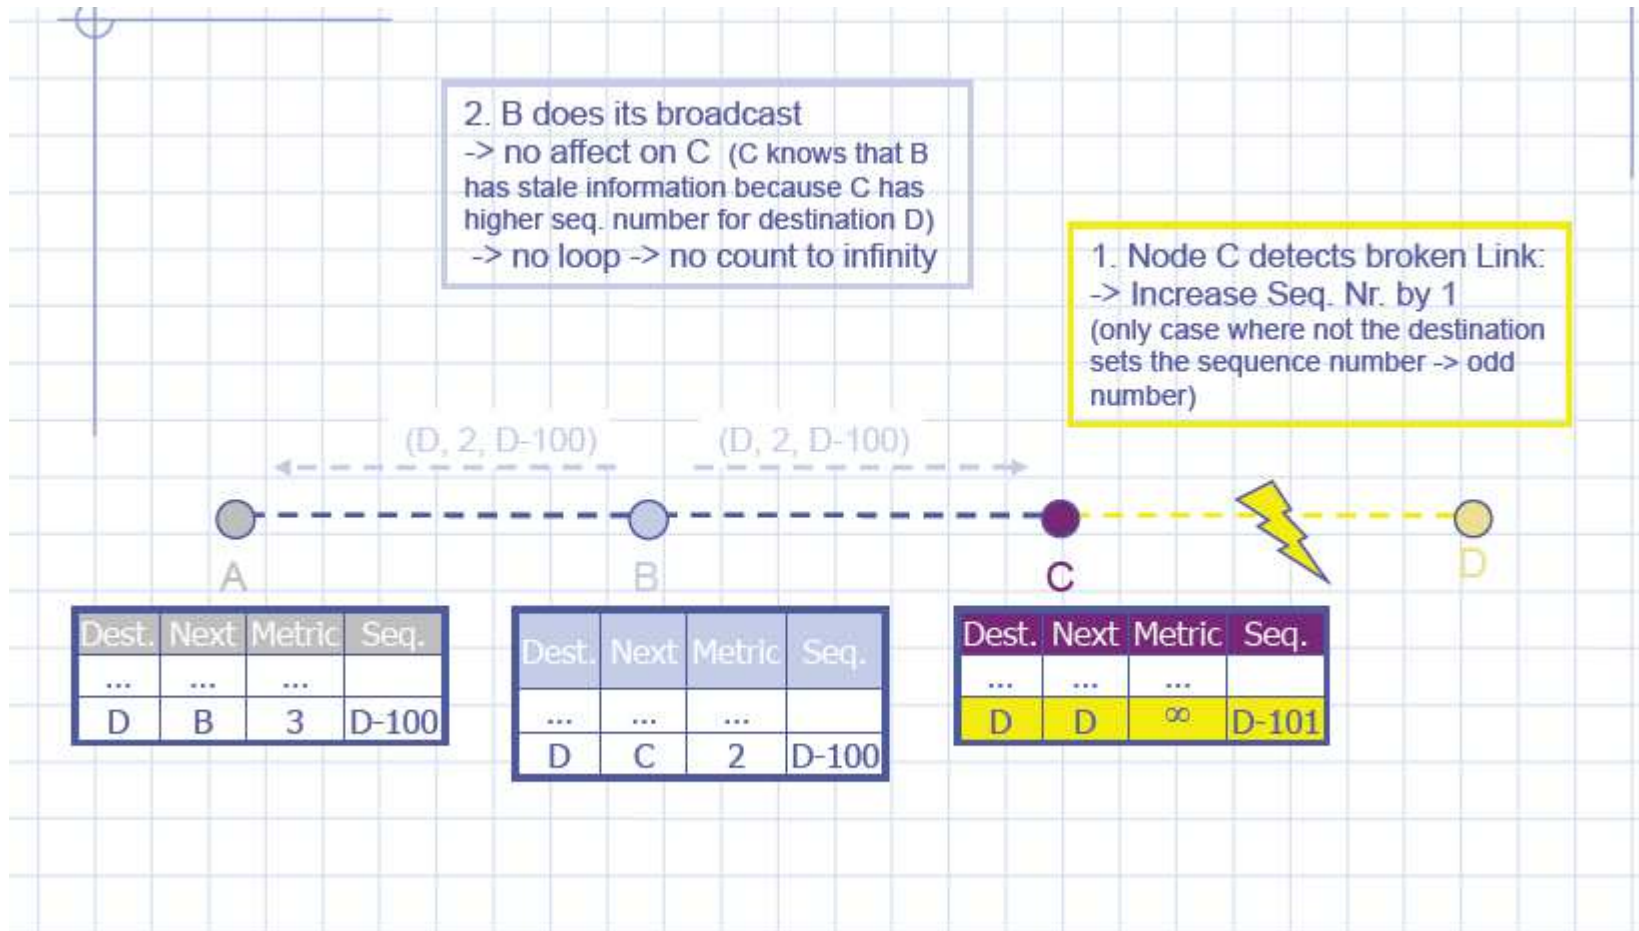 2. B does its broadcast
-> no affect on C (C knows that B
has stale information because C has
higher seq. number for destination D)
-> no loop -> no count to infinity
1. Node C detects broken Link:
-> Increase Seq. Nr. by 1
(only case where not the destination
sets the sequence number -> odd
number)
(D, 2, D-100) (D, 2, D-100)
A B C D
Dest. Next Metric Seq.
... ... ...
D B 3 D-100
Dest. Next Metric Seq.
... ... ...
D C 2 D-100
Dest. Next Metric Seq.
... ... ...
D D ∞ D-101